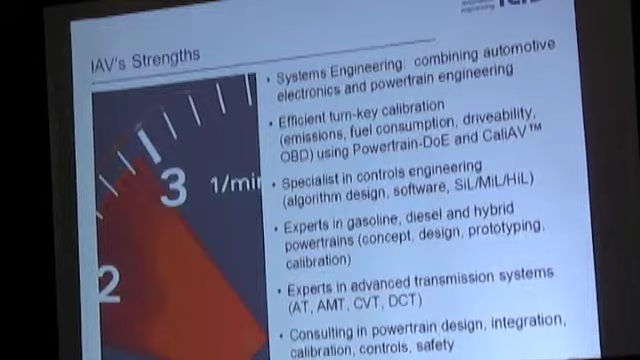 IAV's Strengths
• Systems Engineering: combining automotive
electronics and powertrain engineering
• Efficient turn-key calibration
(emissions, fuel consumption, driveability,
OBD) using Powertrain-DoE and CalIAV™
• Specialist in controls engineering
(algorithm design, software, SiL/MiL/HiL)
• Experts in gasoline, diesel and hybrid
powertrains (concept, design, prototyping,
calibration)
• Experts in advanced transmission systems
(AT, AMT, CVT, DCT)
• Consulting in powertrain design, integration,
calibration, controls, safety
3 1/min
2